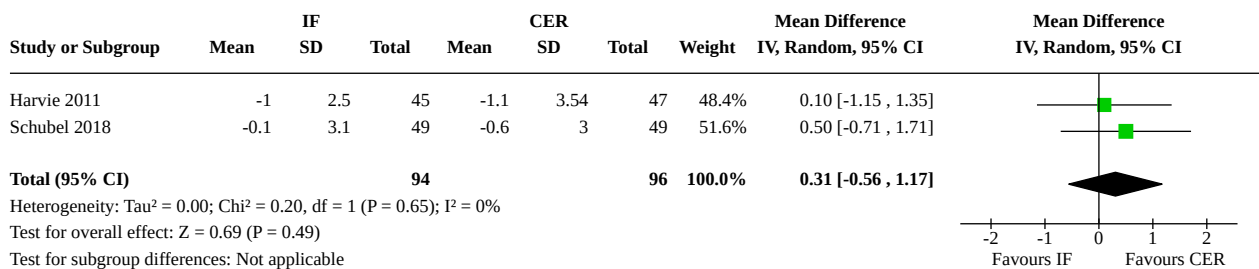 IF CER Mean Difference Mean Difference
Study or Subgroup Mean SD Total Mean SD Total Weight IV, Random, 95% CI IV, Random, 95% CI
Harvie 2011 -1 2.5 45 -1.1 3.54 47 48.4% 0.10 [-1.15 , 1.35]
Schubel 2018 -0.1 3.1 49 -0.6 3 49 51.6% 0.50 [-0.71 , 1.71]
Total (95% CI) 94 96 100.0% 0.31 [-0.56 , 1.17]
Heterogeneity: Tau² = 0.00; Chi² = 0.20, df = 1 (P = 0.65); I² = 0%
Test for overall effect: Z = 0.69 (P = 0.49)
Test for subgroup differences: Not applicable
-2 -1 0 1 2
Favours IF Favours CER